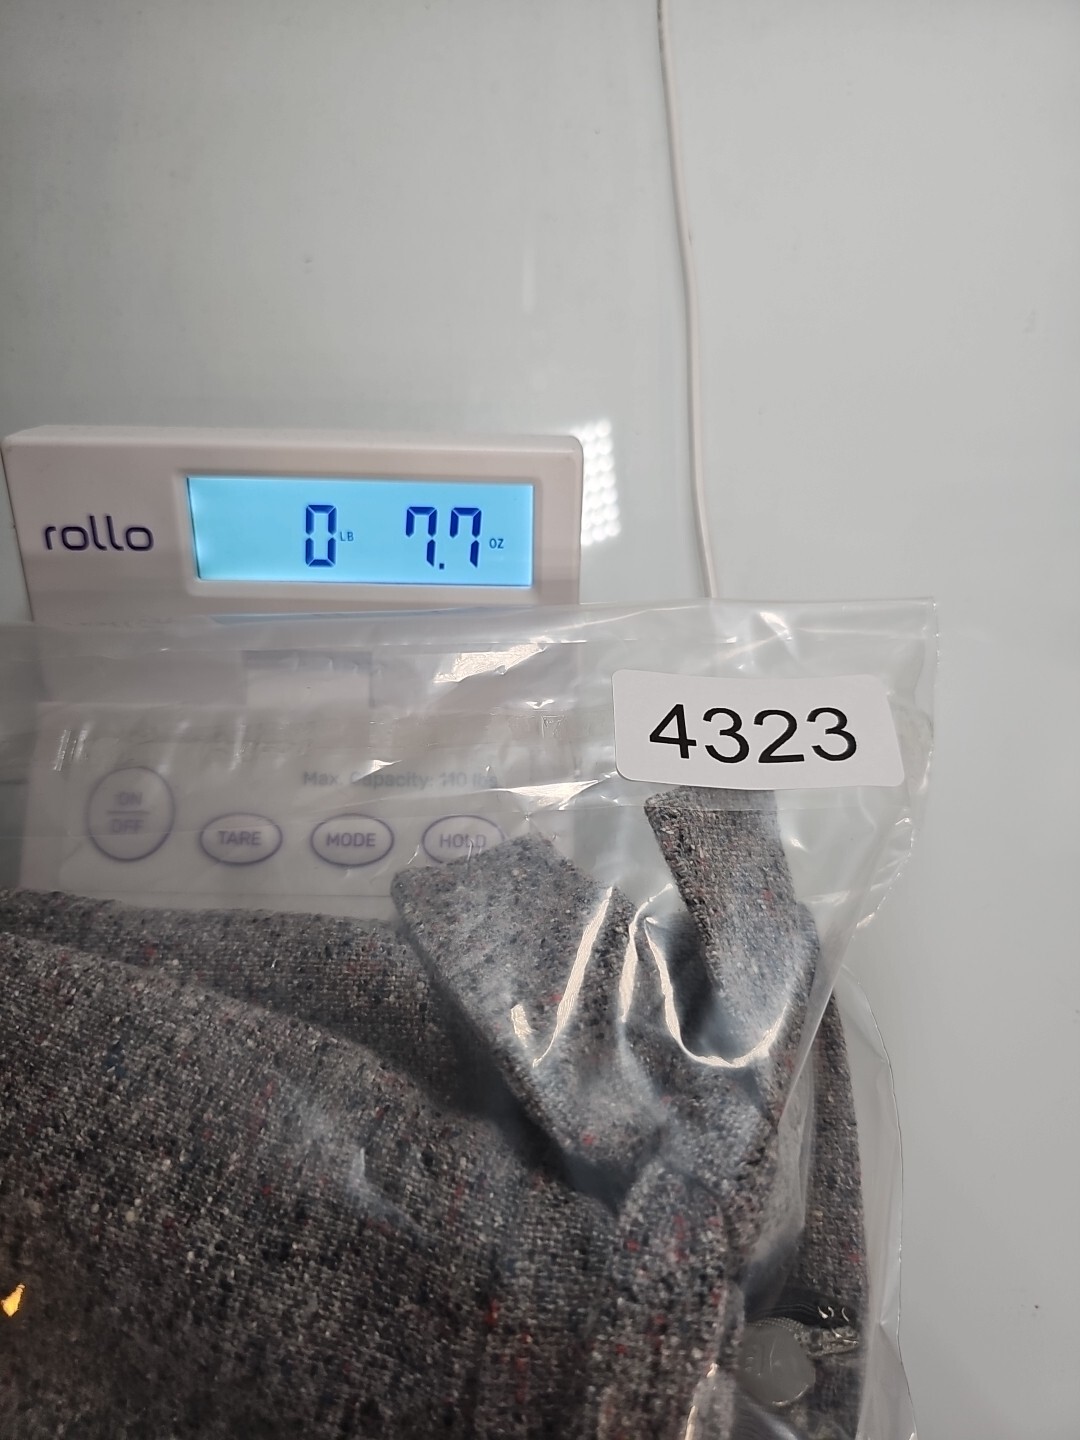 rollo
0 LB 7.7 OZ
4323
Max. Capacity: 110 lbs
ON
OFF
TARE
MODE
HOLD